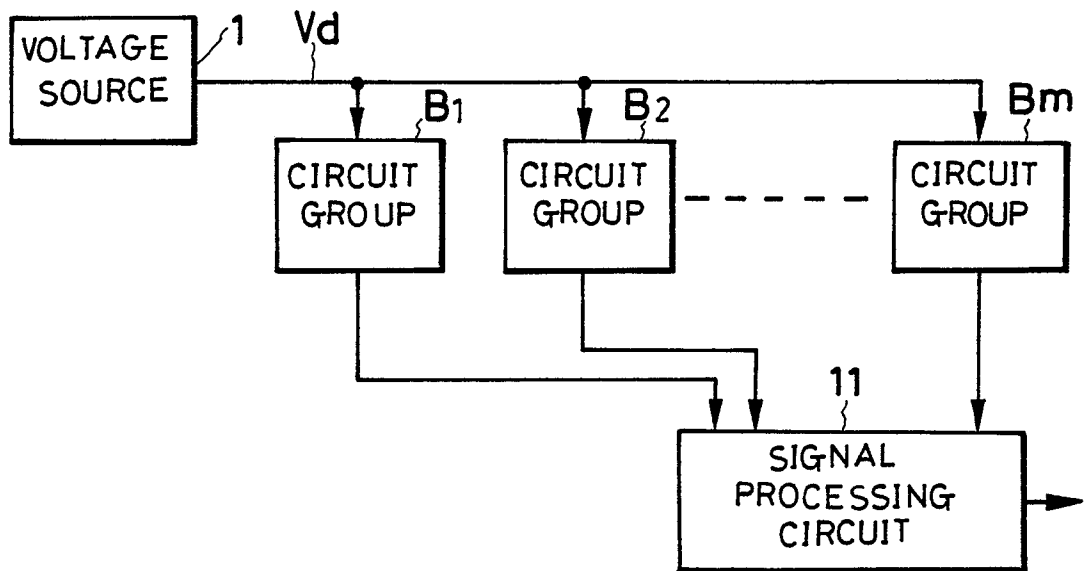 VOLTAGE
SOURCE
1
Vd
B1
B2
Bm
CIRCUIT
GROUP
CIRCUIT
GROUP
CIRCUIT
GROUP
11
SIGNAL
PROCESSING
CIRCUIT